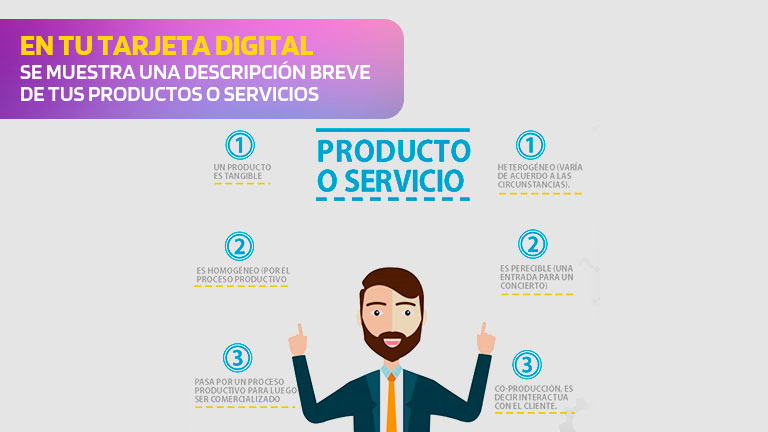 EN TU TARJETA DIGITAL
SE MUESTRA UNA DESCRIPCIÓN BREVE
DE TUS PRODUCTOS O SERVICIOS
PRODUCTO
O SERVICIO
1
UN PRODUCTO
ES TANGIBLE
2
ES HOMOGÉNEO (POR EL
PROCESO PRODUCTIVO
3
PASA POR UN PROCESO
PRODUCTIVO PARA LUEGO
SER COMERCIALIZADO
1
HETEROGÉNEO (VARÍA
DE ACUERDO A LAS
CIRCUNSTANCIAS).
2
ES PERECIBLE (UNA
ENTRADA PARA UN
CONCIERTO)
3
CO-PRODUCCIÓN, ES
DECIR INTERACTUA
CON EL CLIENTE.